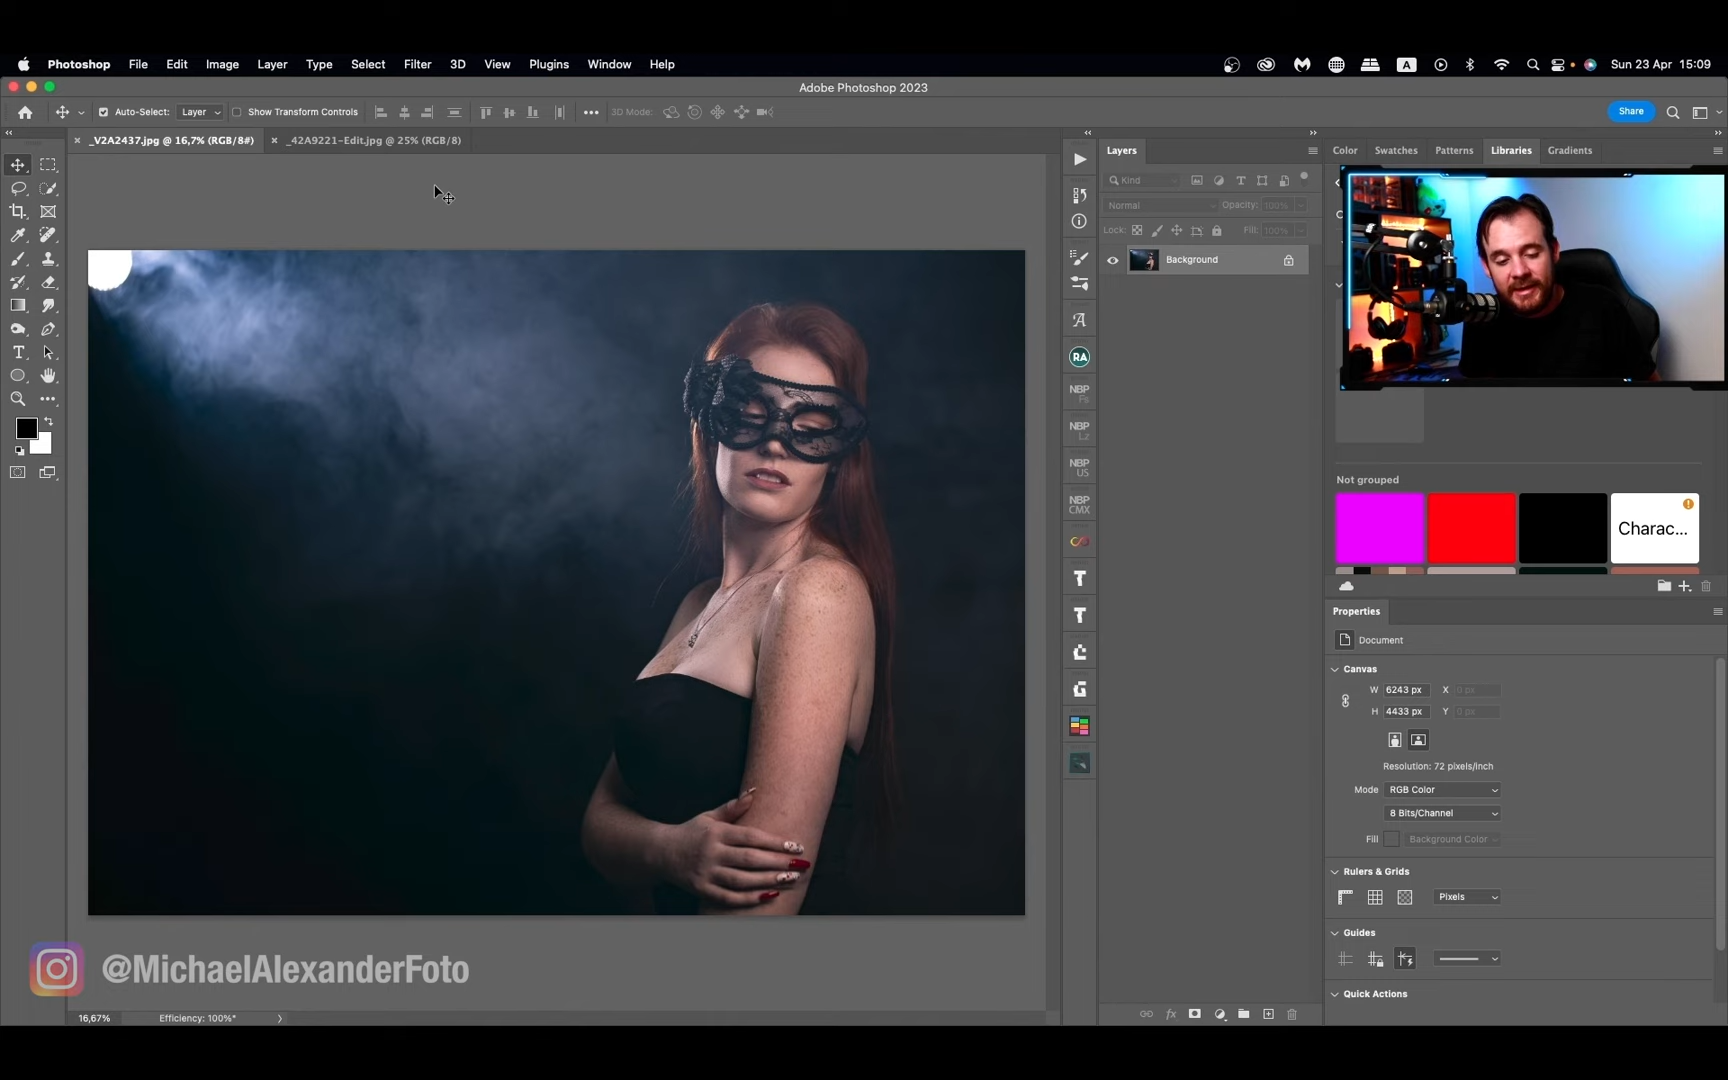 Photoshop File Edit Image Layer Type Select Filter 3D View Plugins Window Help
A
Sun 23 Apr 15:09
Adobe Photoshop 2023
Auto-Select: Layer Show Transform Controls 3D Mode: Share
_V2A2437.jpg @ 16,7% (RGB/8#) _42A9221-Edit.jpg @ 25% (RGB/8)
Layers
Color Swatches Patterns Libraries Gradients
Kind
Normal Opacity: 100%
Lock: Fill: 100%
Background
RA
NBP
Fs
NBP
Lz
NBP
US
NBP
CMX
Not grouped
Charac...
Properties
Document
Canvas
W 6243 px X 0 px
H 4433 px Y 0 px
Resolution: 72 pixels/inch
Mode RGB Color
8 Bits/Channel
Fill Background Color
Rulers & Grids
Pixels
Guides
Quick Actions
@MichaelAlexanderFoto
16,67% Efficiency: 100%*
fx